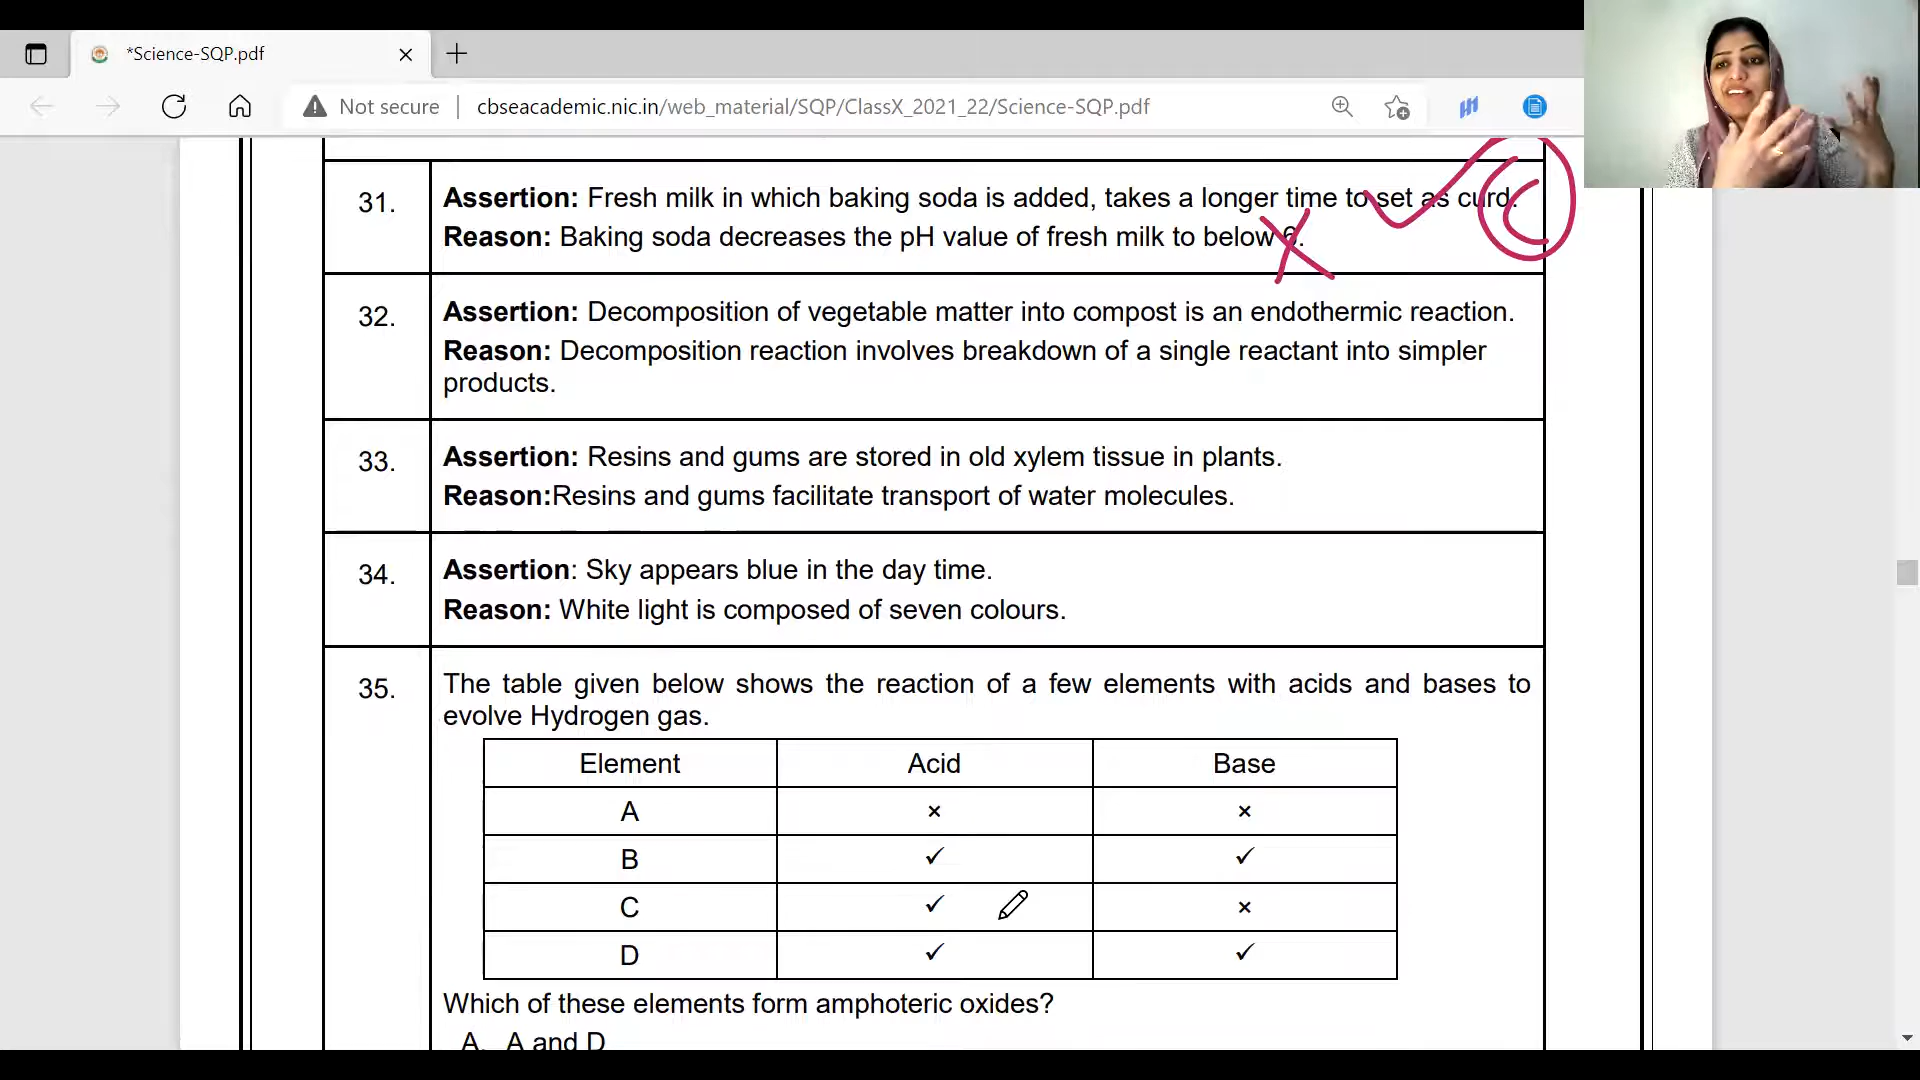 *Science-SQP.pdf
Not secure | cbseacademic.nic.in/web_material/SQP/ClassX_2021_22/Science-SQP.pdf
31. Assertion: Fresh milk in which baking soda is added, takes a longer time to set as curd.
Reason: Baking soda decreases the pH value of fresh milk to below 6.
C
32. Assertion: Decomposition of vegetable matter into compost is an endothermic reaction.
Reason: Decomposition reaction involves breakdown of a single reactant into simpler
products.
33. Assertion: Resins and gums are stored in old xylem tissue in plants.
Reason:Resins and gums facilitate transport of water molecules.
34. Assertion: Sky appears blue in the day time.
Reason: White light is composed of seven colours.
35. The table given below shows the reaction of a few elements with acids and bases to
evolve Hydrogen gas.
Element Acid Base
A × ×
B ✓ ✓
C ✓ ×
D ✓ ✓
Which of these elements form amphoteric oxides?
A. A and D